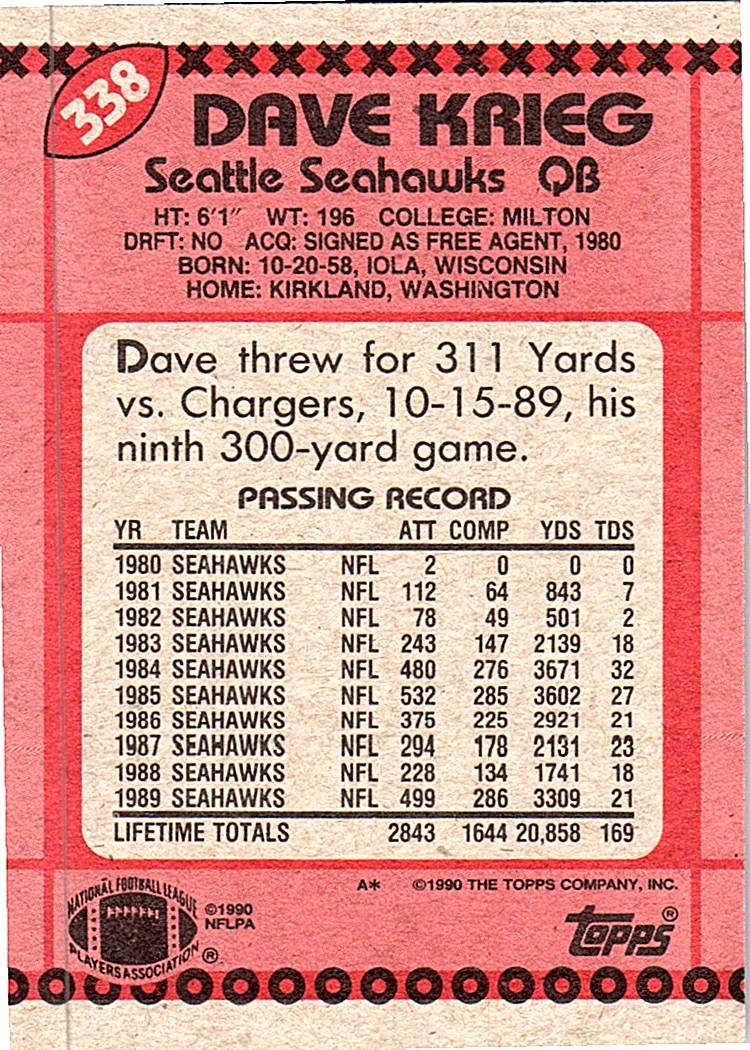 338
DAVE KRIEG
Seattle Seahawks QB
HT: 6'1" WT: 196 COLLEGE: MILTON
DRFT: NO ACQ: SIGNED AS FREE AGENT, 1980
BORN: 10-20-58, IOLA, WISCONSIN
HOME: KIRKLAND, WASHINGTON
Dave threw for 311 Yards
vs. Chargers, 10-15-89, his
ninth 300-yard game.
PASSING RECORD
YR TEAM ATT COMP YDS TDS
1980 SEAHAWKS NFL 2 0 0 0
1981 SEAHAWKS NFL 112 64 843 7
1982 SEAHAWKS NFL 78 49 501 2
1983 SEAHAWKS NFL 243 147 2139 18
1984 SEAHAWKS NFL 480 276 3671 32
1985 SEAHAWKS NFL 532 285 3602 27
1986 SEAHAWKS NFL 375 225 2921 21
1987 SEAHAWKS NFL 294 178 2131 23
1988 SEAHAWKS NFL 228 134 1741 18
1989 SEAHAWKS NFL 499 286 3309 21
LIFETIME TOTALS 2843 1644 20,858 169
A* ©1990 THE TOPPS COMPANY, INC.
NATIONAL FOOTBALL LEAGUE
PLAYERS ASSOCIATION ®
©1990
NFLPA
Topps ®